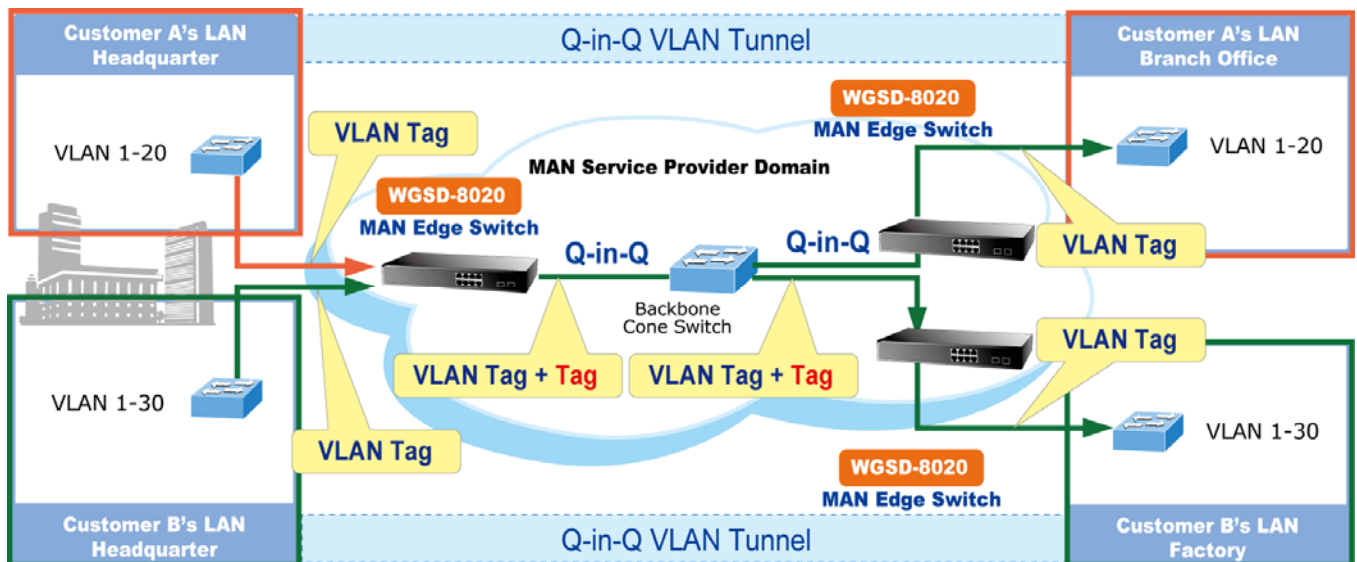 Customer A's LAN
Headquarter
VLAN 1-20
Q-in-Q VLAN Tunnel
Customer A's LAN
Branch Office
VLAN 1-20
VLAN Tag
WGSD-8020
MAN Edge Switch
MAN Service Provider Domain
WGSD-8020
MAN Edge Switch
Q-in-Q
Q-in-Q
VLAN Tag
Backbone
Cone Switch
VLAN Tag + Tag
VLAN Tag + Tag
VLAN Tag
VLAN 1-30
VLAN Tag
VLAN 1-30
WGSD-8020
MAN Edge Switch
Customer B's LAN
Headquarter
Q-in-Q VLAN Tunnel
Customer B's LAN
Factory